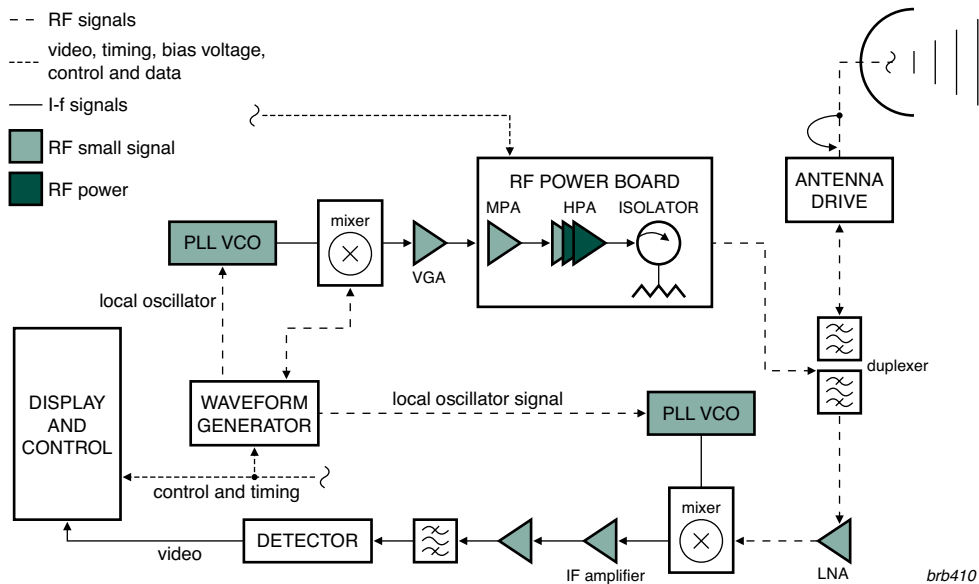 RF signals
video, timing, bias voltage,
control and data
I-f signals
RF small signal
RF power
RF POWER BOARD
MPA
HPA
ISOLATOR
ANTENNA
DRIVE
mixer
PLL VCO
VGA
local oscillator
duplexer
DISPLAY
AND
CONTROL
WAVEFORM
GENERATOR
local oscillator signal
PLL VCO
control and timing
mixer
DETECTOR
video
IF amplifier
LNA
brb410